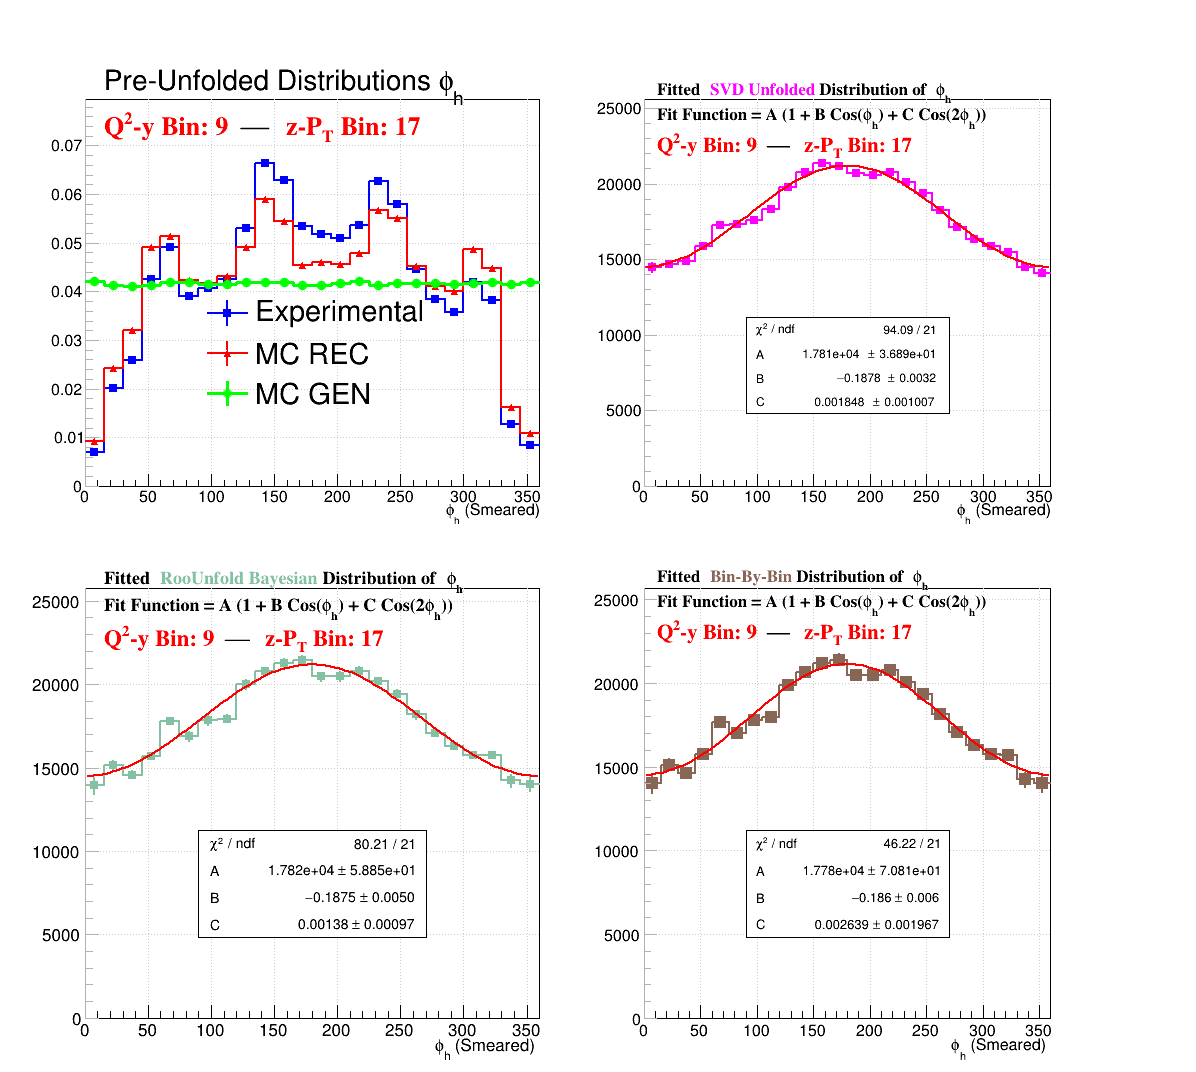 Pre-Unfolded Distributions ϕh
Q²-y Bin: 9 — z-PT Bin: 17
0.07
0.06
0.05
0.04
0.03
0.02
0.01
0
Experimental
MC REC
MC GEN
0 50 100 150 200 250 300 350
ϕh (Smeared)
Fitted SVD Unfolded Distribution of ϕh
Fit Function = A (1 + B Cos(ϕh) + C Cos(2ϕh))
Q²-y Bin: 9 — z-PT Bin: 17
25000
20000
15000
10000
5000
0
χ² / ndf 94.09 / 21
A 1.781e+04 ± 3.689e+01
B −0.1878 ± 0.0032
C 0.001848 ± 0.001007
0 50 100 150 200 250 300 350
ϕh (Smeared)
Fitted RooUnfold Bayesian Distribution of ϕh
Fit Function = A (1 + B Cos(ϕh) + C Cos(2ϕh))
Q²-y Bin: 9 — z-PT Bin: 17
25000
20000
15000
10000
5000
0
χ² / ndf 80.21 / 21
A 1.782e+04 ± 5.885e+01
B −0.1875 ± 0.0050
C 0.00138 ± 0.00097
0 50 100 150 200 250 300 350
ϕh (Smeared)
Fitted Bin-By-Bin Distribution of ϕh
Fit Function = A (1 + B Cos(ϕh) + C Cos(2ϕh))
Q²-y Bin: 9 — z-PT Bin: 17
25000
20000
15000
10000
5000
0
χ² / ndf 46.22 / 21
A 1.778e+04 ± 7.081e+01
B −0.186 ± 0.006
C 0.002639 ± 0.001967
0 50 100 150 200 250 300 350
ϕh (Smeared)